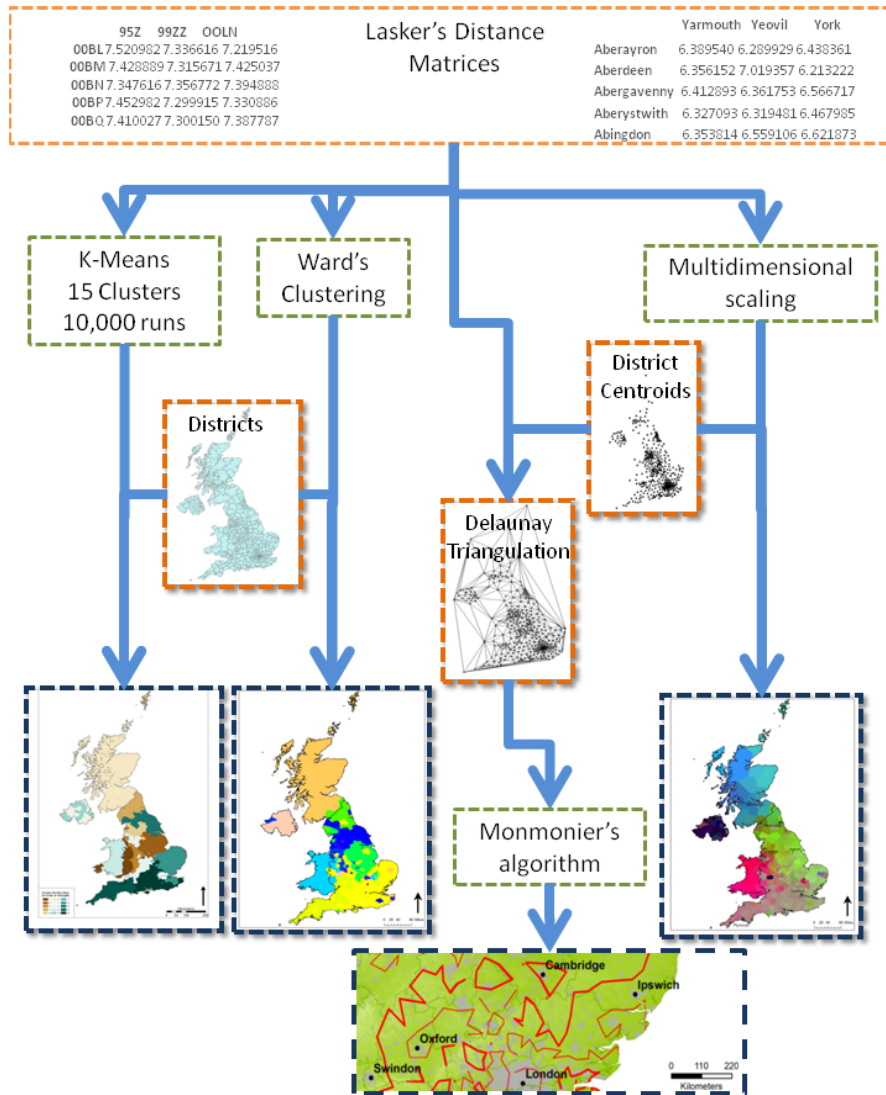 95Z 99ZZ OOLN
00BL 7.520982 7.336616 7.219516
00BM 7.428889 7.315671 7.425037
00BN 7.347616 7.356772 7.394888
00BP 7.452982 7.299915 7.330886
00BQ 7.410027 7.300150 7.387787
Lasker's Distance
Matrices
Yarmouth Yeovil York
Aberayron 6.389540 6.289929 6.438361
Aberdeen 6.356152 7.019357 6.213222
Abergavenny 6.412893 6.361753 6.566717
Aberystwith 6.327093 6.319481 6.467985
Abingdon 6.353814 6.559106 6.621873
K-Means
15 Clusters
10,000 runs
Ward's
Clustering
Multidimensional
scaling
District
Centroids
Districts
Delaunay
Triangulation
Monmonier's
algorithm
Cambridge
Ipswich
Oxford
Swindon
London
0 110 220
Kilometers